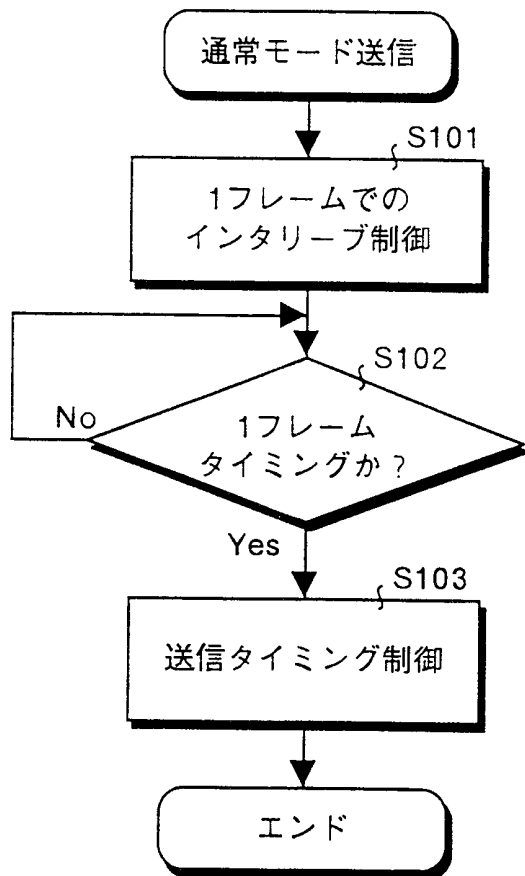 通常モード送信
S101
1フレームでの
インタリーブ制御
S102
No
1フレーム
タイミングか？
Yes
S103
送信タイミング制御
エンド